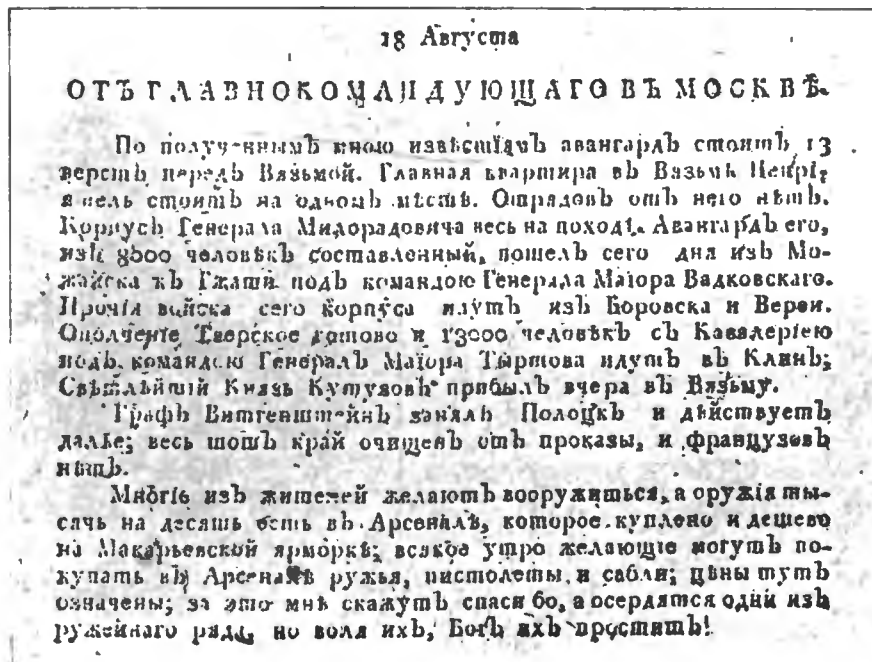 18 Августа
ОТЪ ГЛАВНОКОМАНДУЮЩАГО ВЪ МОСКВѢ.
По полученнымъ мною извѣстіямъ авангардъ стоитъ 13
верстъ передъ Вязьмой. Главная квартира въ Вязьмѣ Непрі-
ятель стоитъ на одномъ мѣстѣ. Отрядовъ отъ него нѣтъ.
Корпусъ Генерала Милорадовича весь на походѣ. Авангардъ его,
изъ 8000 человѣкъ составленный, пошелъ сего дня изъ Мо-
жайска къ Гжати подъ командою Генерала Маіора Вадковскаго.
Прочія войска сего корпуса идутъ изъ Боровска и Вереи.
Ополченіе Тверское готово и 13000 человѣкъ съ Кавалеріею
подъ командою Генералъ Маіора Тыртова идутъ въ Клинъ;
Свѣтлѣйшій Князь Кутузовъ прибылъ вчера въ Вязьму.
Графъ Витгенштейнъ занялъ Полоцкъ и дѣйствуетъ
далѣе; весь тотъ край очищенъ отъ проказы, и французовъ
нѣтъ.
Многіе изъ жителей желаютъ вооружиться, а оружія ты-
сячь на десять есть въ Арсеналѣ, которое куплено и дешево
на Макарьевской ярморкѣ; всякое утро желающіе могутъ по-
купать въ Арсеналѣ ружья, пистолеты и сабли; цѣны тутъ
означены; за это мнѣ скажутъ спаси бо, а осердятся одни изъ
ружейнаго ряда, но воля ихъ, Богъ ихъ проститъ!